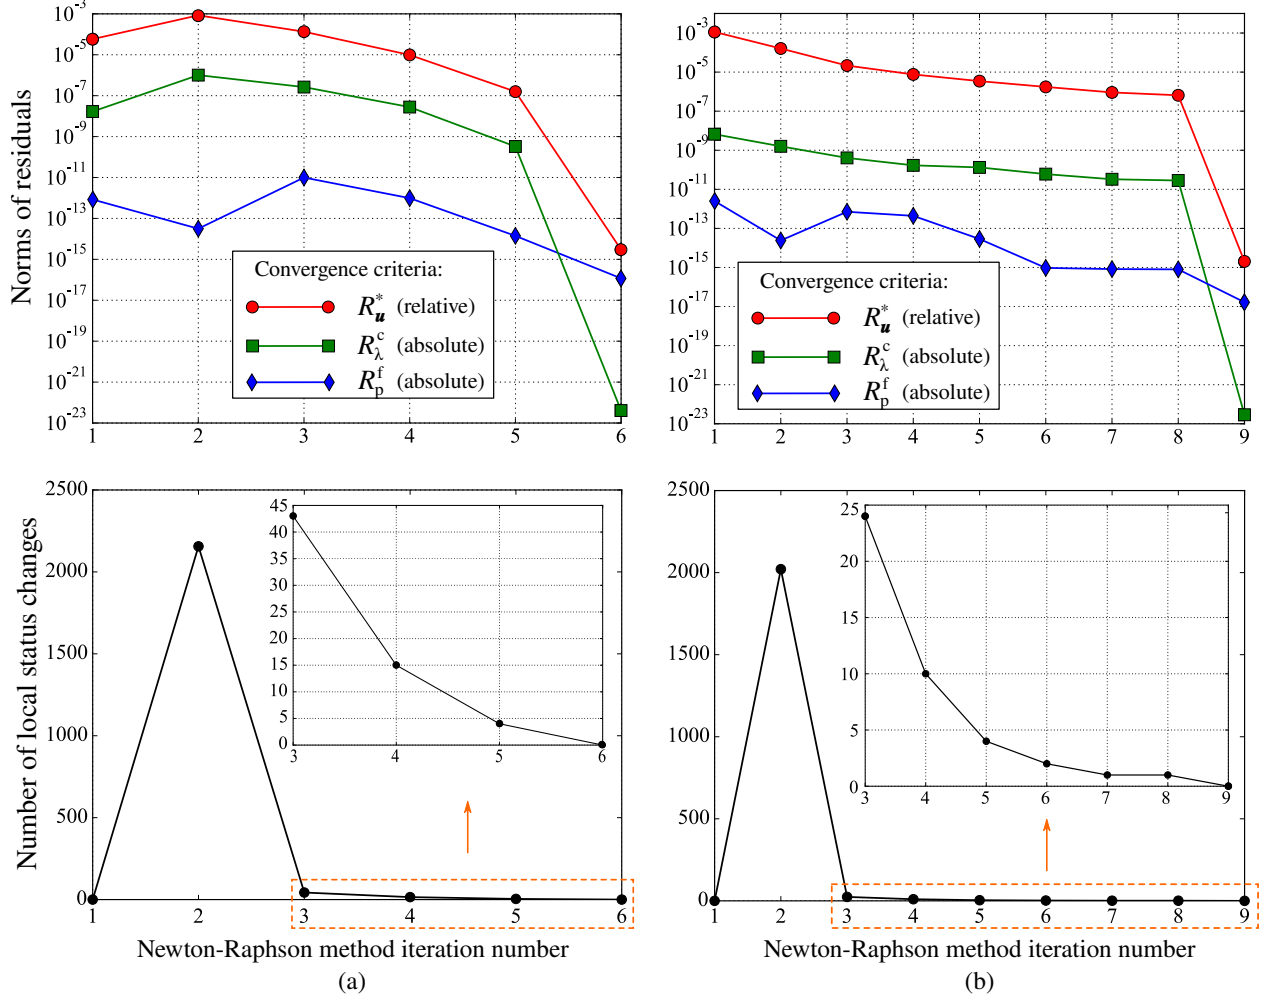 Norms of residuals
10^-3
10^-5
10^-7
10^-9
10^-11
10^-13
10^-15
10^-17
10^-19
10^-21
10^-23
Convergence criteria:
R_u^* (relative)
R_λ^c (absolute)
R_p^f (absolute)
1 2 3 4 5 6
10^-3
10^-5
10^-7
10^-9
10^-11
10^-13
10^-15
10^-17
10^-19
10^-21
10^-23
Convergence criteria:
R_u^* (relative)
R_λ^c (absolute)
R_p^f (absolute)
1 2 3 4 5 6 7 8 9
Number of local status changes
2500
2000
1500
1000
500
0
45
40
35
30
25
20
15
10
5
0
3 4 5 6
1 2 3 4 5 6
Newton-Raphson method iteration number
(a)
2500
2000
1500
1000
500
0
25
20
15
10
5
0
3 4 5 6 7 8 9
1 2 3 4 5 6 7 8 9
Newton-Raphson method iteration number
(b)